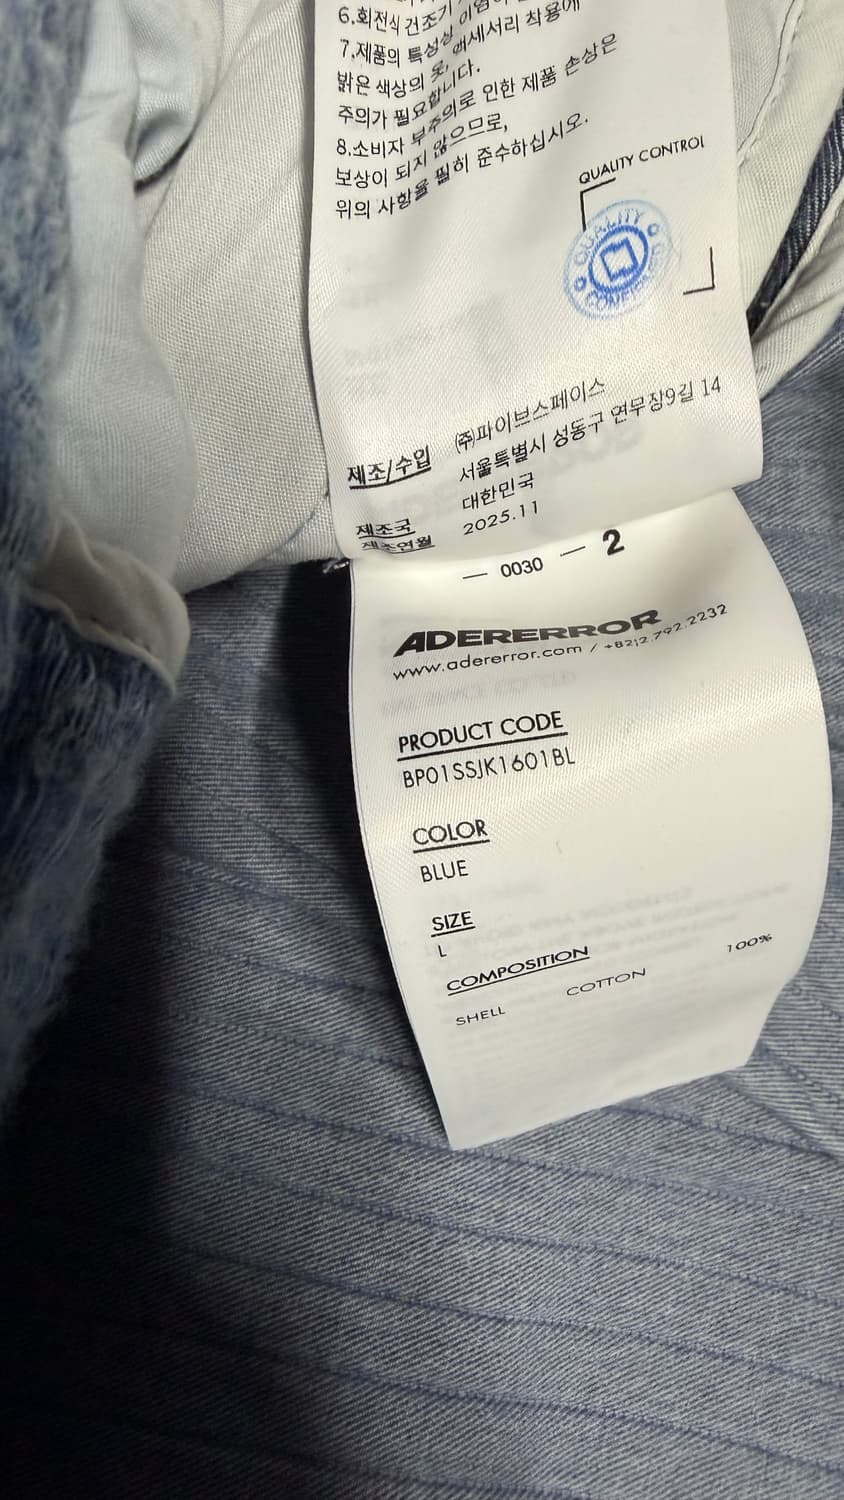 6.회전식 건조기
7.제품의 특성상 이염이
밝은 색상의 옷, 액세서리 착용에
주의가 필요합니다.
8.소비자 부주의로 인한 제품 손상은
보상이 되지 않으므로,
위의 사항을 필히 준수하십시오.
QUALITY CONTROL
QUALITY
제조/수입 ㈜파이브스페이스
서울특별시 성동구 연무장9길 14
제조국 대한민국
제조연월 2025.11
— 0030 — 2
ADERERROR
www.adererror.com / +82)2.792.2232
PRODUCT CODE
BP01SSJK1601BL
COLOR
BLUE
SIZE
L
COMPOSITION
SHELL COTTON 100%